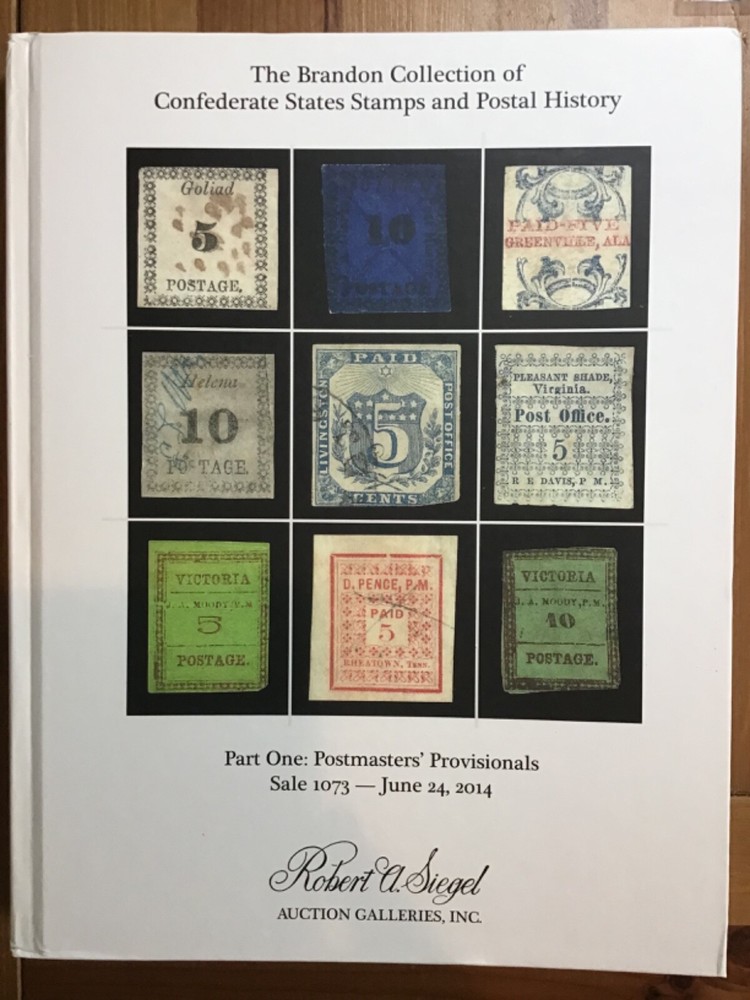 The Brandon Collection of
Confederate States Stamps and Postal History
Goliad
5
POSTAGE.
10
POSTAGE
PAID-FIVE
GREENVILLE, ALA
Helena
10
POSTAGE
PAID
LIVINGSTON
POST OFFICE
5
CENTS
PLEASANT SHADE,
Virginia.
Post Office.
5
R E DAVIS, P M.
VICTORIA
J. A. MOODY, P.M.
5
POSTAGE.
D. PENCE, P.M.
PAID
5
RHEATOWN, TENN.
VICTORIA
J. A. MOODY, P.M.
10
POSTAGE.
Part One: Postmasters' Provisionals
Sale 1073 — June 24, 2014
Robert A. Siegel
AUCTION GALLERIES, INC.